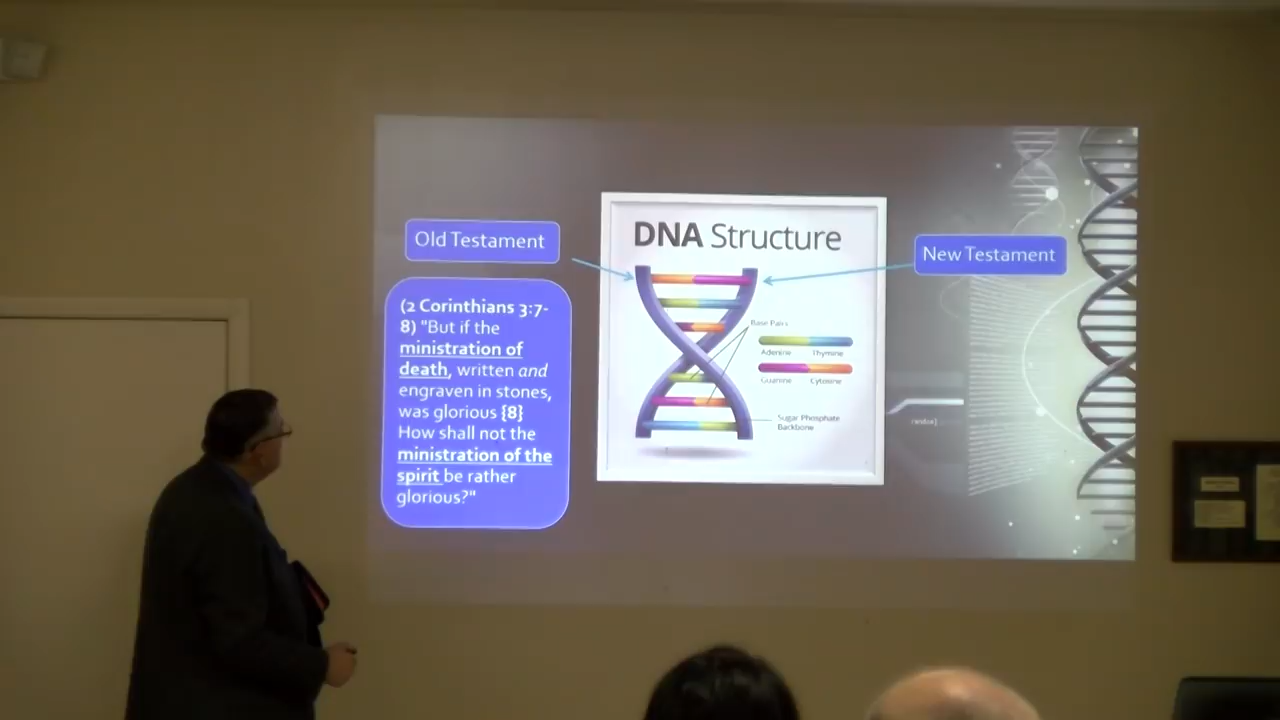 Old Testament
(2 Corinthians 3:7-
8) "But if the
ministration of
death, written and
engraven in stones,
was glorious {8}
How shall not the
ministration of the
spirit be rather
glorious?"
DNA Structure
Base Pairs
Adenine Thymine
Guanine Cytosine
Sugar Phosphate
Backbone
New Testament